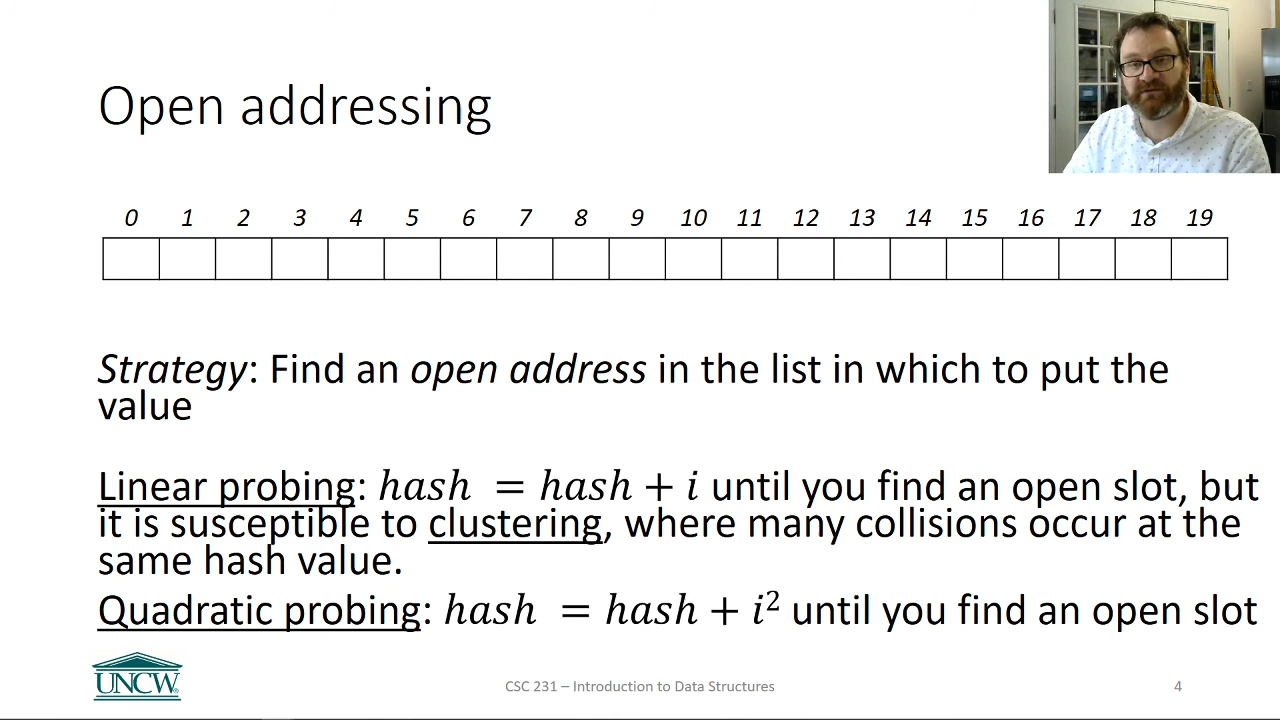 Open addressing
0 1 2 3 4 5 6 7 8 9 10 11 12 13 14 15 16 17 18 19
Strategy: Find an open address in the list in which to put the
value
Linear probing: hash = hash + i until you find an open slot, but
it is susceptible to clustering, where many collisions occur at the
same hash value.
Quadratic probing: hash = hash + i² until you find an open slot
UNCW®
CSC 231 – Introduction to Data Structures
4